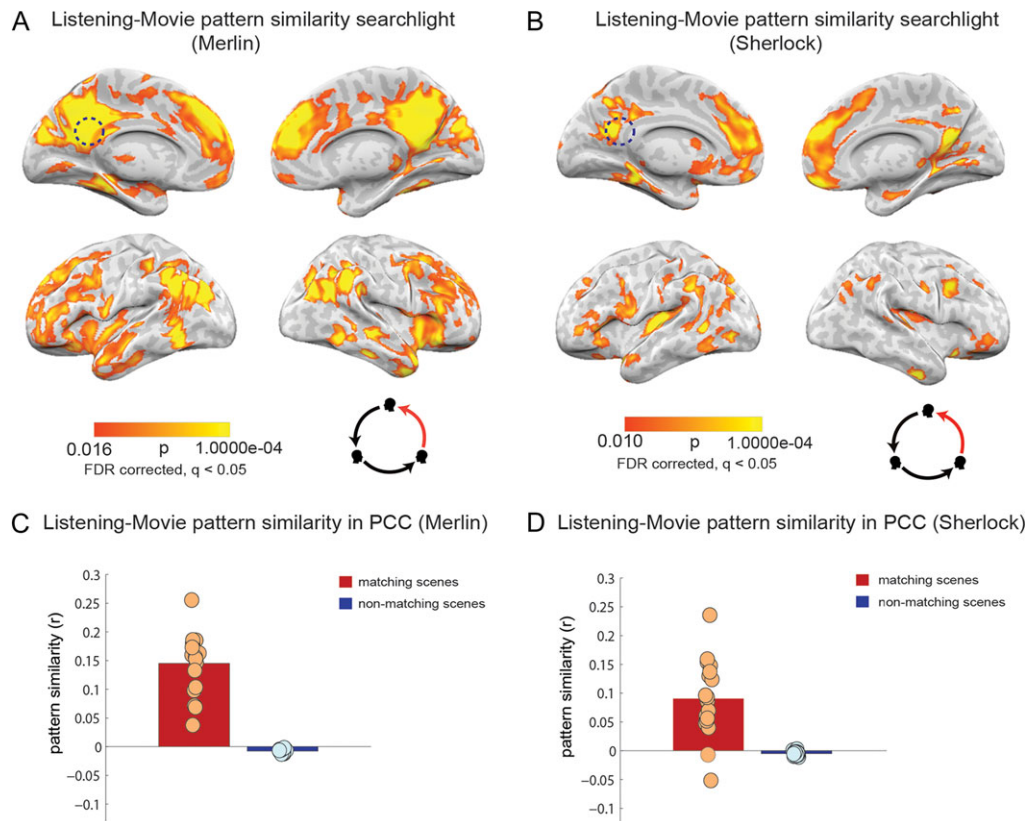 A Listening-Movie pattern similarity searchlight
(Merlin)
B Listening-Movie pattern similarity searchlight
(Sherlock)
0.016 p 1.0000e-04
FDR corrected, q < 0.05
0.010 p 1.0000e-04
FDR corrected, q < 0.05
C Listening-Movie pattern similarity in PCC (Merlin)
0.3
0.25
0.2
0.15
0.1
0.05
0
−0.05
−0.1
pattern similarity (r)
matching scenes
non-matching scenes
D Listening-Movie pattern similarity in PCC (Sherlock)
0.3
0.25
0.2
0.15
0.1
0.05
0
−0.05
−0.1
pattern similarity (r)
matching scenes
non-matching scenes